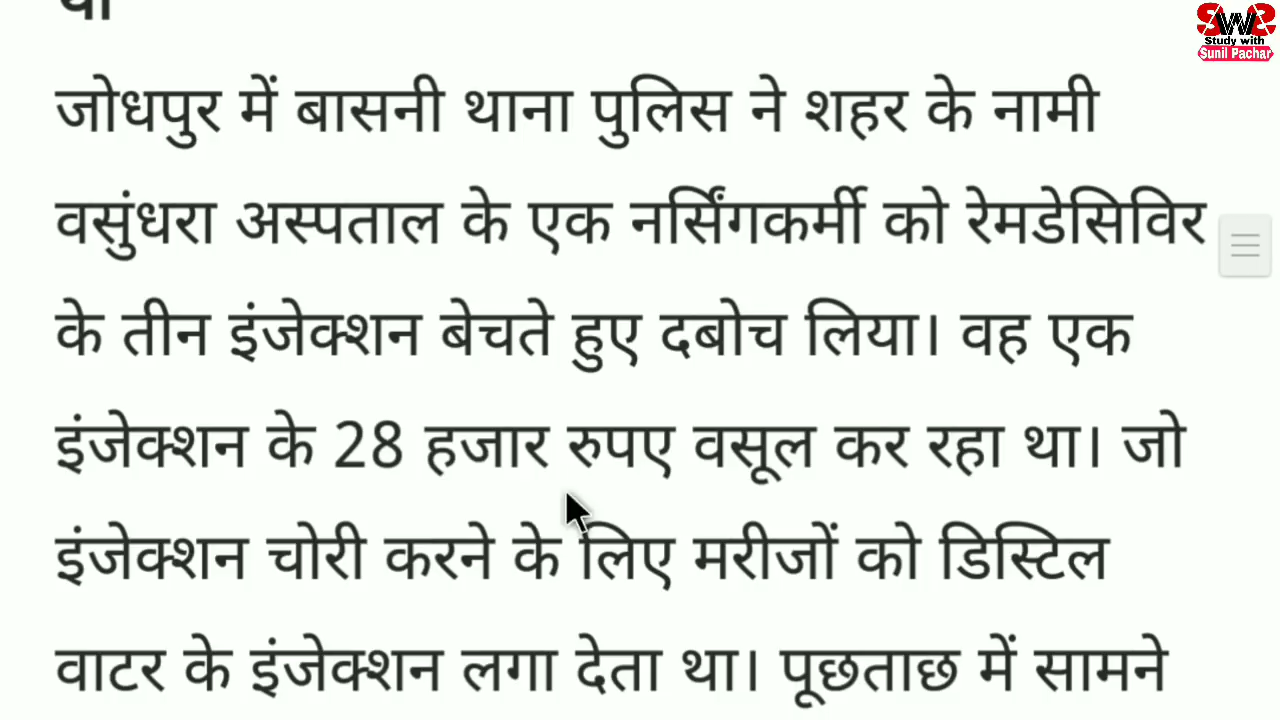 था
SWS
Study with
Sunil Pachar
जोधपुर में बासनी थाना पुलिस ने शहर के नामी
वसुंधरा अस्पताल के एक नर्सिंगकर्मी को रेमडेसिविर
के तीन इंजेक्शन बेचते हुए दबोच लिया। वह एक
इंजेक्शन के 28 हजार रुपए वसूल कर रहा था। जो
इंजेक्शन चोरी करने के लिए मरीजों को डिस्टिल
वाटर के इंजेक्शन लगा देता था। पूछताछ में सामने